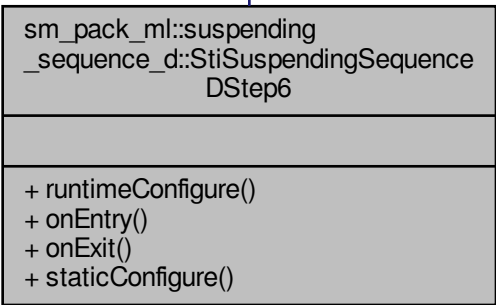 sm_pack_ml::suspending
_sequence_d::StiSuspendingSequence
DStep6
+ runtimeConfigure()
+ onEntry()
+ onExit()
+ staticConfigure()